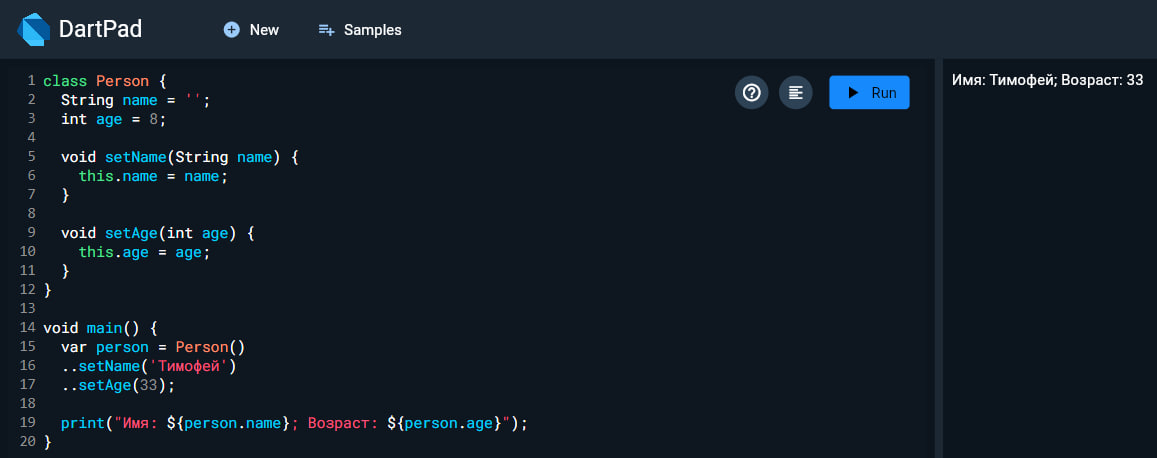 DartPad
New
Samples
1 class Person {
2   String name = '';
3   int age = 8;
4
5   void setName(String name) {
6     this.name = name;
7   }
8
9   void setAge(int age) {
10     this.age = age;
11   }
12 }
13
14 void main() {
15   var person = Person()
16   ..setName('Тимофей')
17   ..setAge(33);
18
19   print("Имя: ${person.name}; Возраст: ${person.age}");
20 }
Run
Имя: Тимофей; Возраст: 33